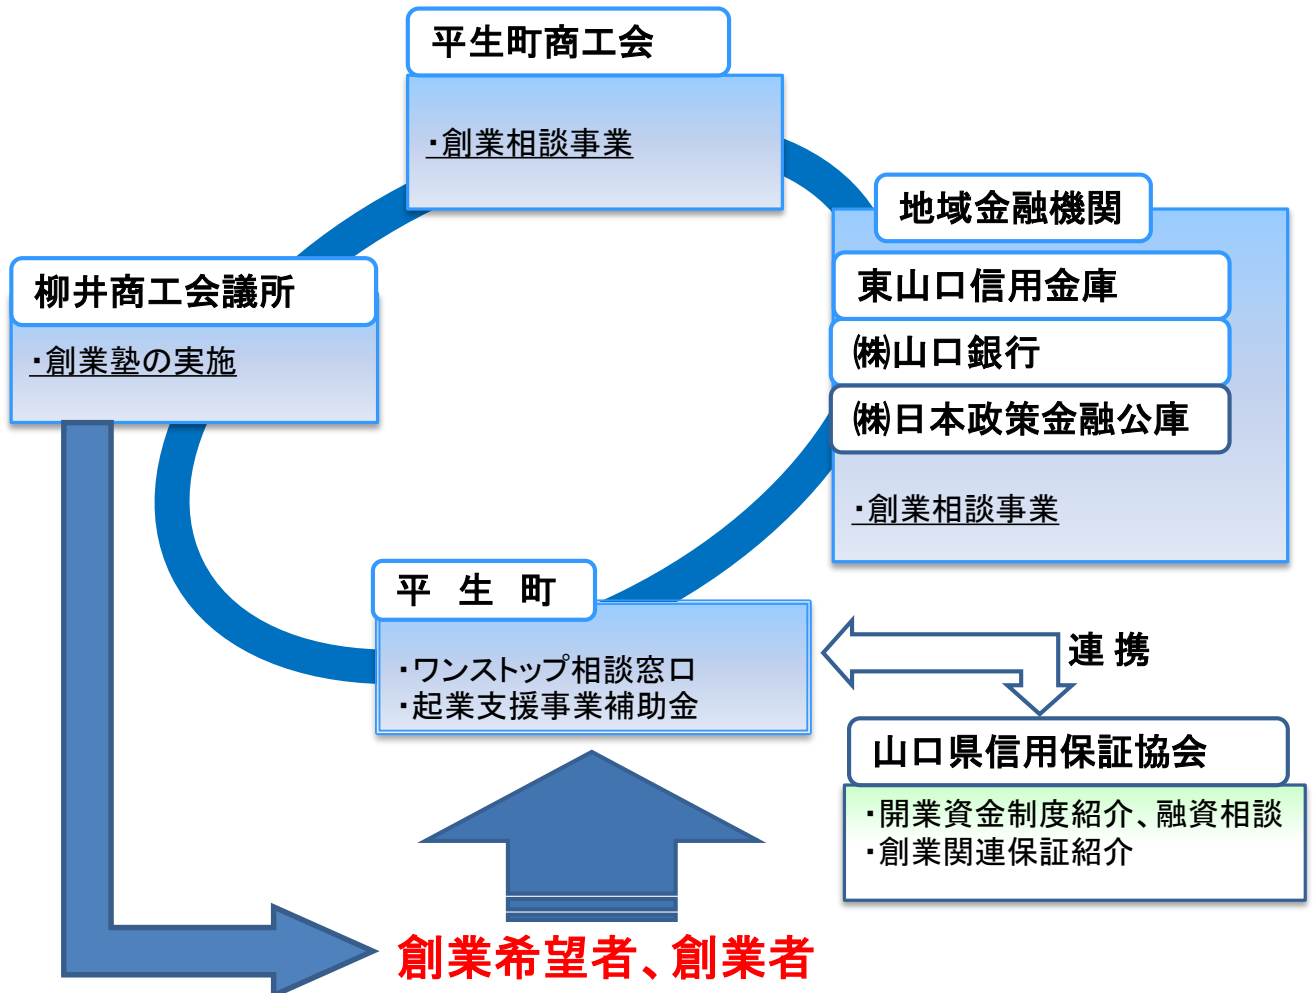 平生町商工会
・創業相談事業
地域金融機関
東山口信用金庫
㈱山口銀行
㈱日本政策金融公庫
・創業相談事業
柳井商工会議所
・創業塾の実施
平　生　町
・ワンストップ相談窓口
・起業支援事業補助金
連 携
山口県信用保証協会
・開業資金制度紹介、融資相談
・創業関連保証紹介
創業希望者、創業者